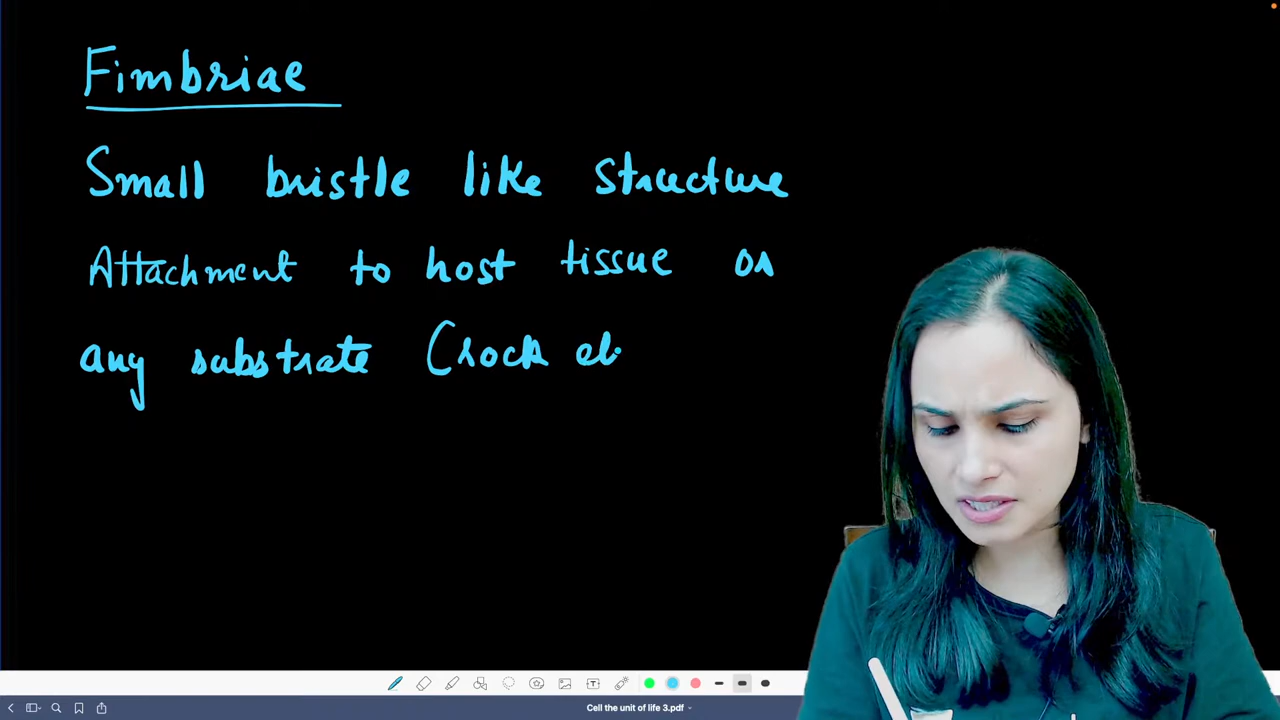 Fimbriae
Small bristle like structure
Attachment to host tissue or
any substrate (rock
Cell the unit of life 3.pdf